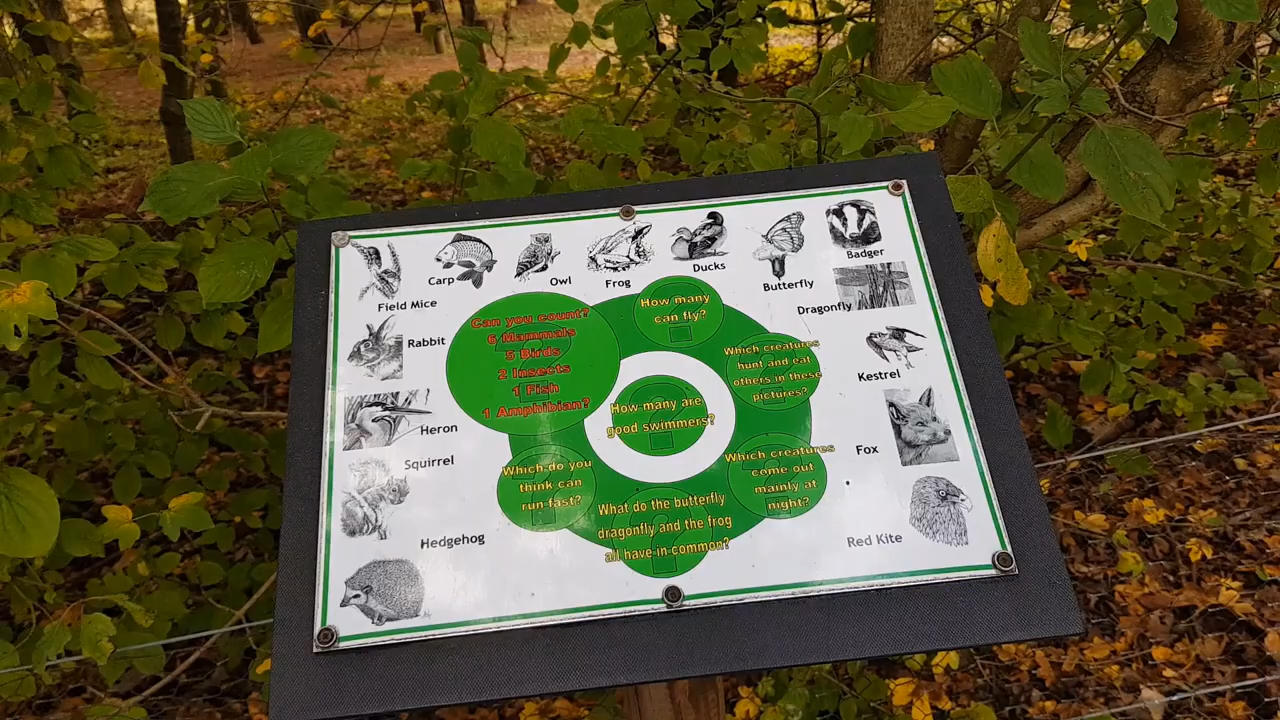 Field Mice
Carp
Owl
Frog
Ducks
Butterfly
Badger
Dragonfly
Rabbit
Kestrel
Heron
Fox
Squirrel
Hedgehog
Red Kite
Can you count?
6 Mammals
5 Birds
2 Insects
1 Fish
1 Amphibian?
How many
can fly?
Which creatures
hunt and eat
others in these
pictures?
How many are
good swimmers?
Which do you
think can
run fast?
What do the butterfly
dragonfly and the frog
all have in common?
Which creatures
come out
mainly at
night?